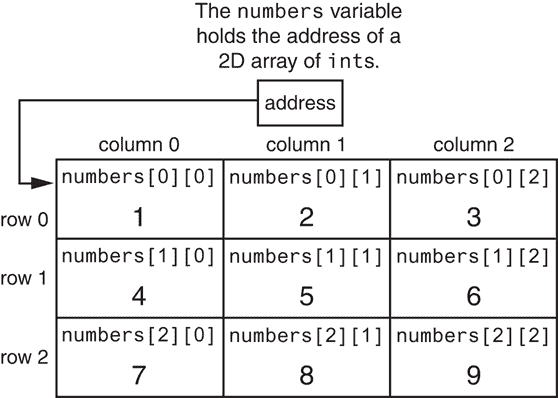 The numbers variable
holds the address of a
2D array of ints.
address
column 0 column 1 column 2
numbers[0][0] numbers[0][1] numbers[0][2]
row 0 1 2 3
numbers[1][0] numbers[1][1] numbers[1][2]
row 1 4 5 6
numbers[2][0] numbers[2][1] numbers[2][2]
row 2 7 8 9